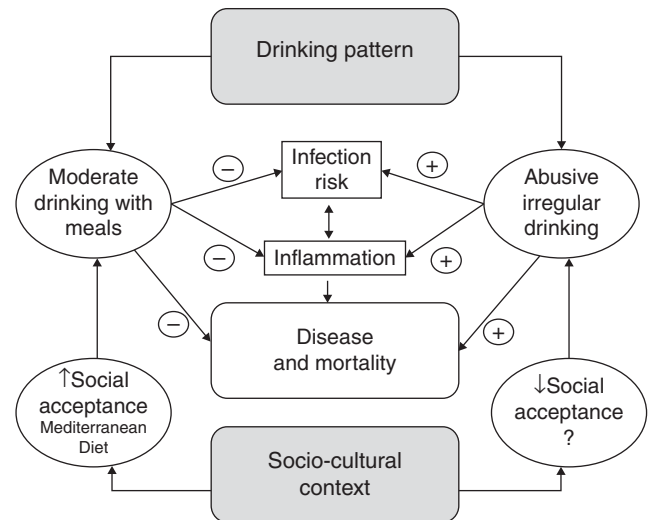 Drinking pattern
Moderate
drinking with
meals
−
Infection
risk
+
Abusive
irregular
drinking
−
Inflammation
+
−
Disease
and mortality
+
↑Social
acceptance
Mediterranean
Diet
↓Social
acceptance
?
Socio-cultural
context